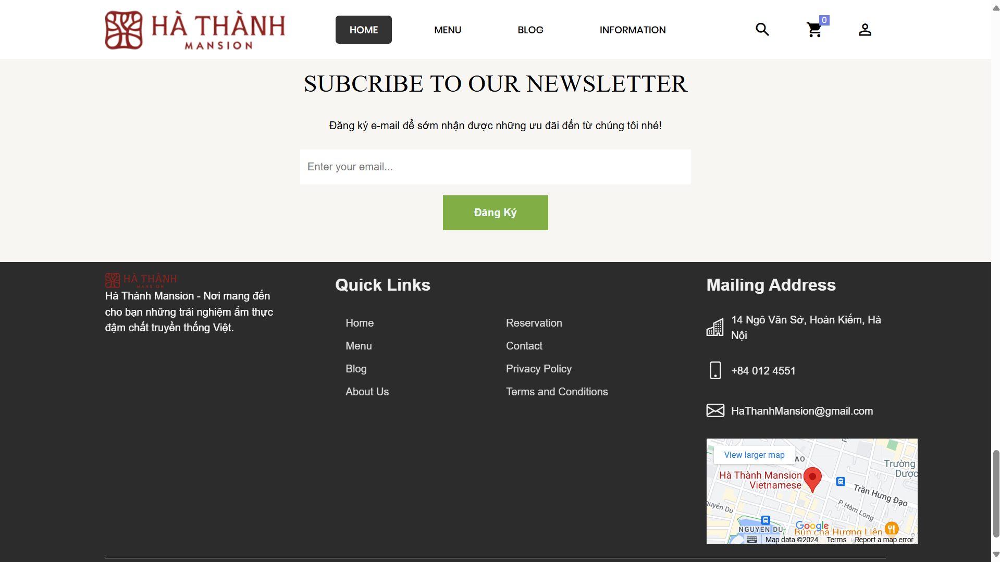 HÀ THÀNH
MANSION
HOME
MENU
BLOG
INFORMATION
0
SUBCRIBE TO OUR NEWSLETTER
Đăng ký e-mail để sớm nhận được những ưu đãi đến từ chúng tôi nhé!
Enter your email...
Đăng Ký
HÀ THÀNH
MANSION
Hà Thành Mansion - Nơi mang đến
cho bạn những trải nghiệm ẩm thực
đậm chất truyền thống Việt.
Quick Links
Home
Menu
Blog
About Us
Reservation
Contact
Privacy Policy
Terms and Conditions
Mailing Address
14 Ngô Văn Sở, Hoàn Kiếm, Hà
Nội
+84 012 4551
HaThanhMansion@gmail.com
View larger map
AO
Trường
Dược
Hà Thành Mansion
Vietnamese
Trần Hưng Đạo
P.Hàm Long
guyễn Du
NGUYEN DU
Google
Bún chả Hương Liên
Map data ©2024
Terms
Report a map error